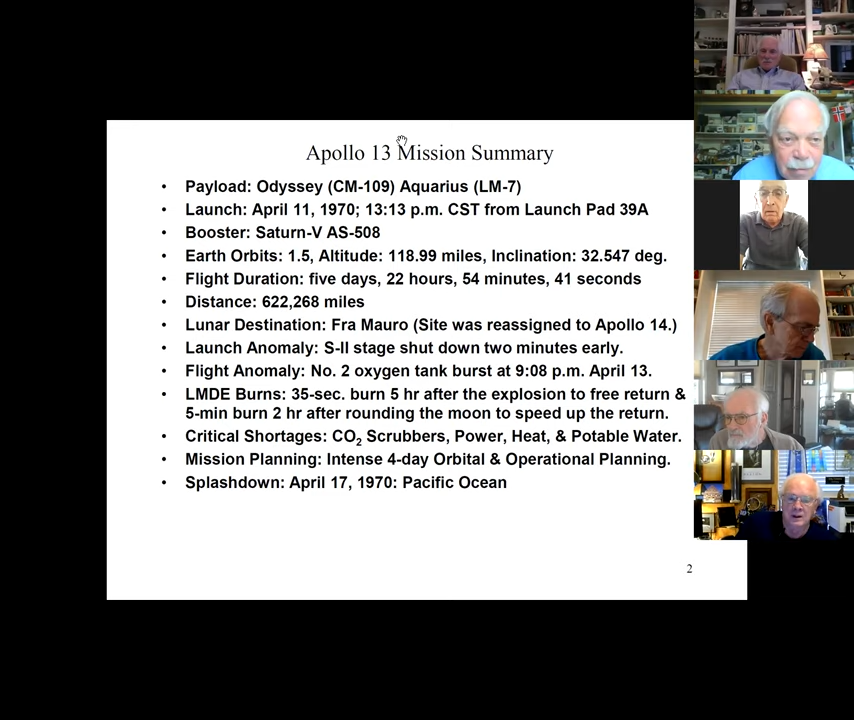 Apollo 13 Mission Summary
• Payload: Odyssey (CM-109) Aquarius (LM-7)
• Launch: April 11, 1970; 13:13 p.m. CST from Launch Pad 39A
• Booster: Saturn-V AS-508
• Earth Orbits: 1.5, Altitude: 118.99 miles, Inclination: 32.547 deg.
• Flight Duration: five days, 22 hours, 54 minutes, 41 seconds
• Distance: 622,268 miles
• Lunar Destination: Fra Mauro (Site was reassigned to Apollo 14.)
• Launch Anomaly: S-II stage shut down two minutes early.
• Flight Anomaly: No. 2 oxygen tank burst at 9:08 p.m. April 13.
• LMDE Burns: 35-sec. burn 5 hr after the explosion to free return &
5-min burn 2 hr after rounding the moon to speed up the return.
• Critical Shortages: CO₂ Scrubbers, Power, Heat, & Potable Water.
• Mission Planning: Intense 4-day Orbital & Operational Planning.
• Splashdown: April 17, 1970: Pacific Ocean
2